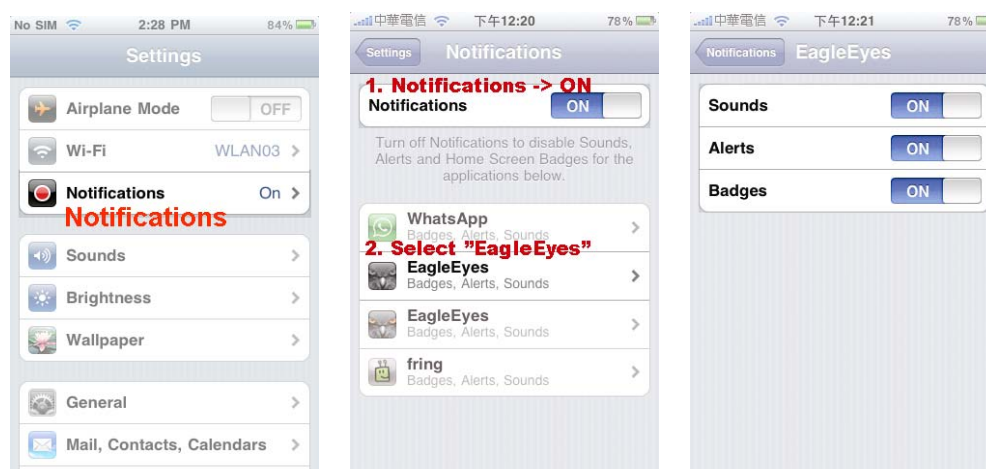 No SIM 2:28 PM 84%
Settings
Airplane Mode OFF
Wi-Fi WLAN03
Notifications On
Notifications
Sounds
Brightness
Wallpaper
General
Mail, Contacts, Calendars
中華電信 下午12:20 78%
Settings Notifications
1. Notifications -> ON
Notifications ON
Turn off Notifications to disable Sounds,
Alerts and Home Screen Badges for the
applications below.
WhatsApp
Badges, Alerts, Sounds
2. Select "EagleEyes"
EagleEyes
Badges, Alerts, Sounds
EagleEyes
Badges, Alerts, Sounds
fring
Badges, Alerts, Sounds
中華電信 下午12:21 78%
Notifications EagleEyes
Sounds ON
Alerts ON
Badges ON